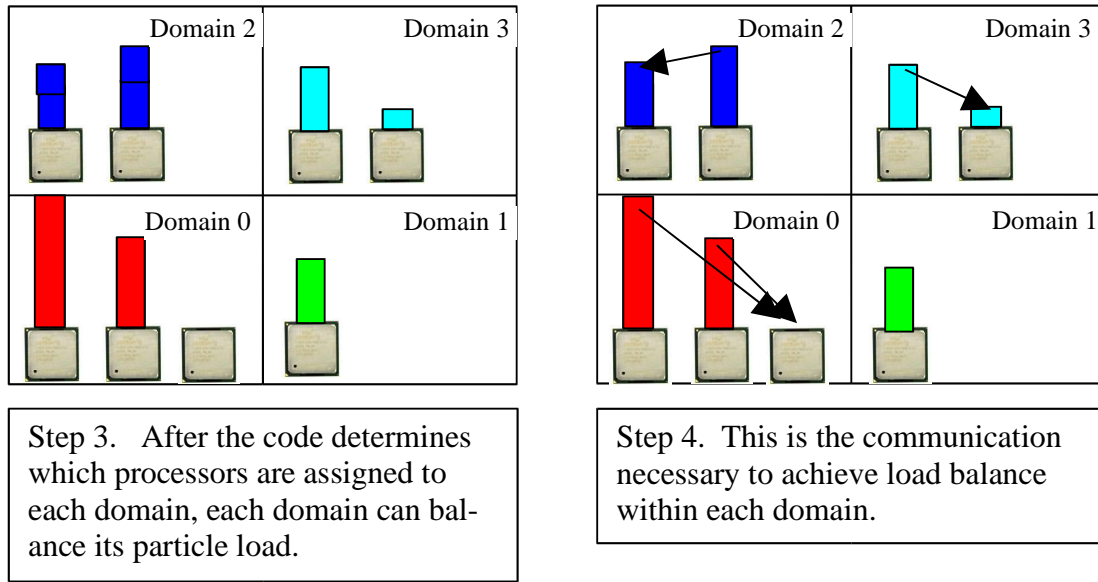 Domain 2
Domain 3
Domain 0
Domain 1
Step 3. After the code determines
which processors are assigned to
each domain, each domain can bal-
ance its particle load.
Domain 2
Domain 3
Domain 0
Domain 1
Step 4. This is the communication
necessary to achieve load balance
within each domain.